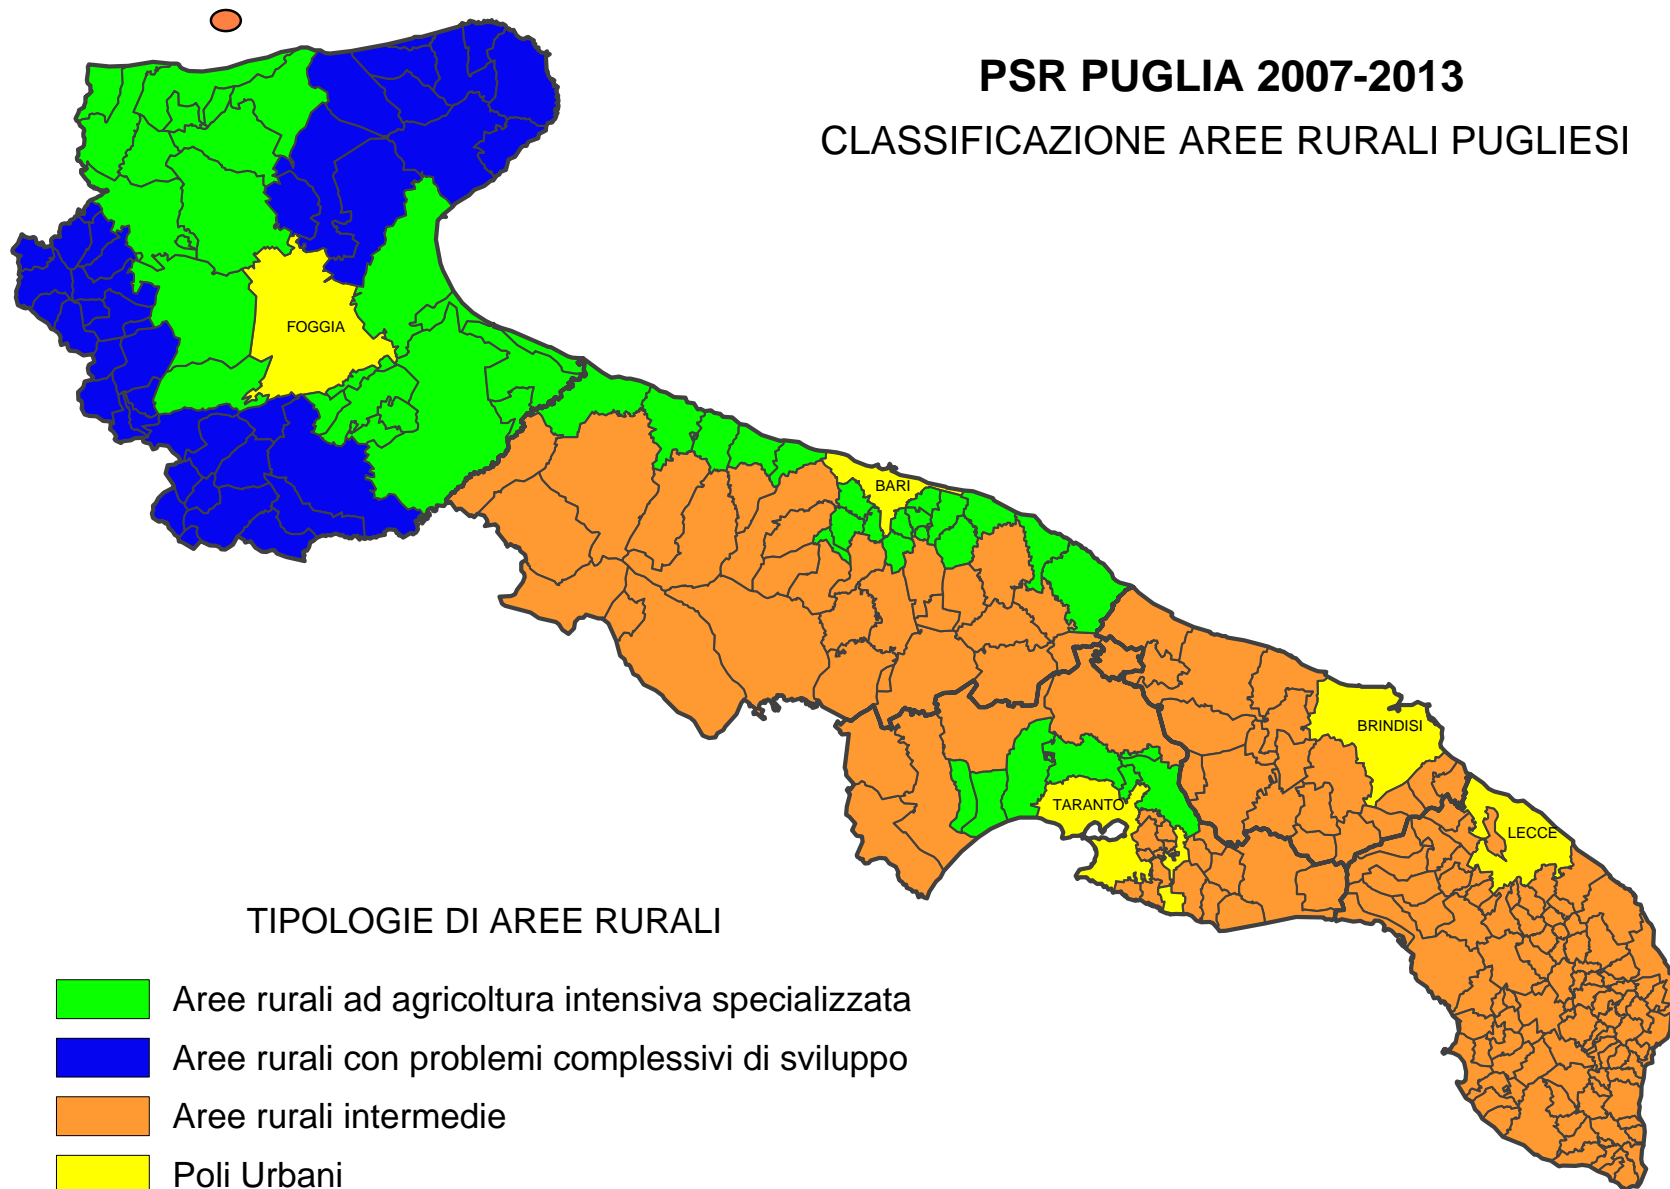 PSR PUGLIA 2007-2013
CLASSIFICAZIONE AREE RURALI PUGLIESI
FOGGIA
BARI
BRINDISI
TARANTO
LECCE
TIPOLOGIE DI AREE RURALI
Aree rurali ad agricoltura intensiva specializzata
Aree rurali con problemi complessivi di sviluppo
Aree rurali intermedie
Poli Urbani